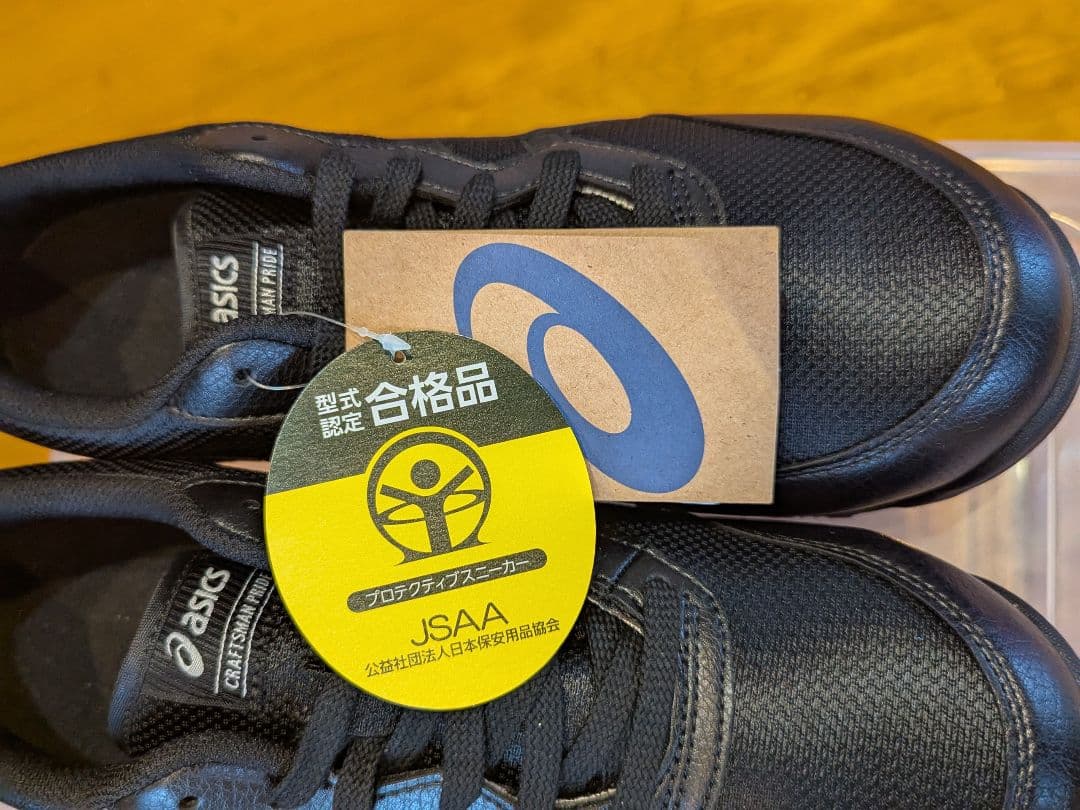 asics
MAN PRIDE
型式
認定
合格品
プロテクティブスニーカー
JSAA
公益社団法人日本保安用品協会
asics
CRAFTSMAN PRIDE